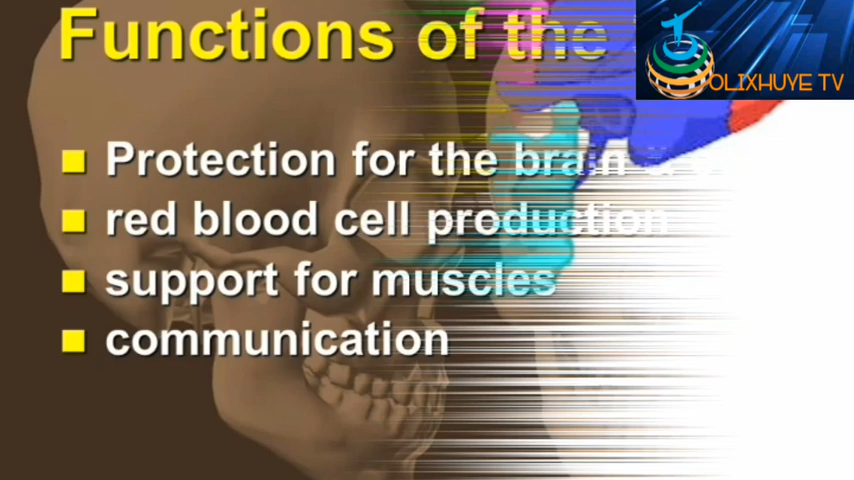 Functions of the
OLIXHUYE TV
Protection for the brain
red blood cell production
support for muscles
communication